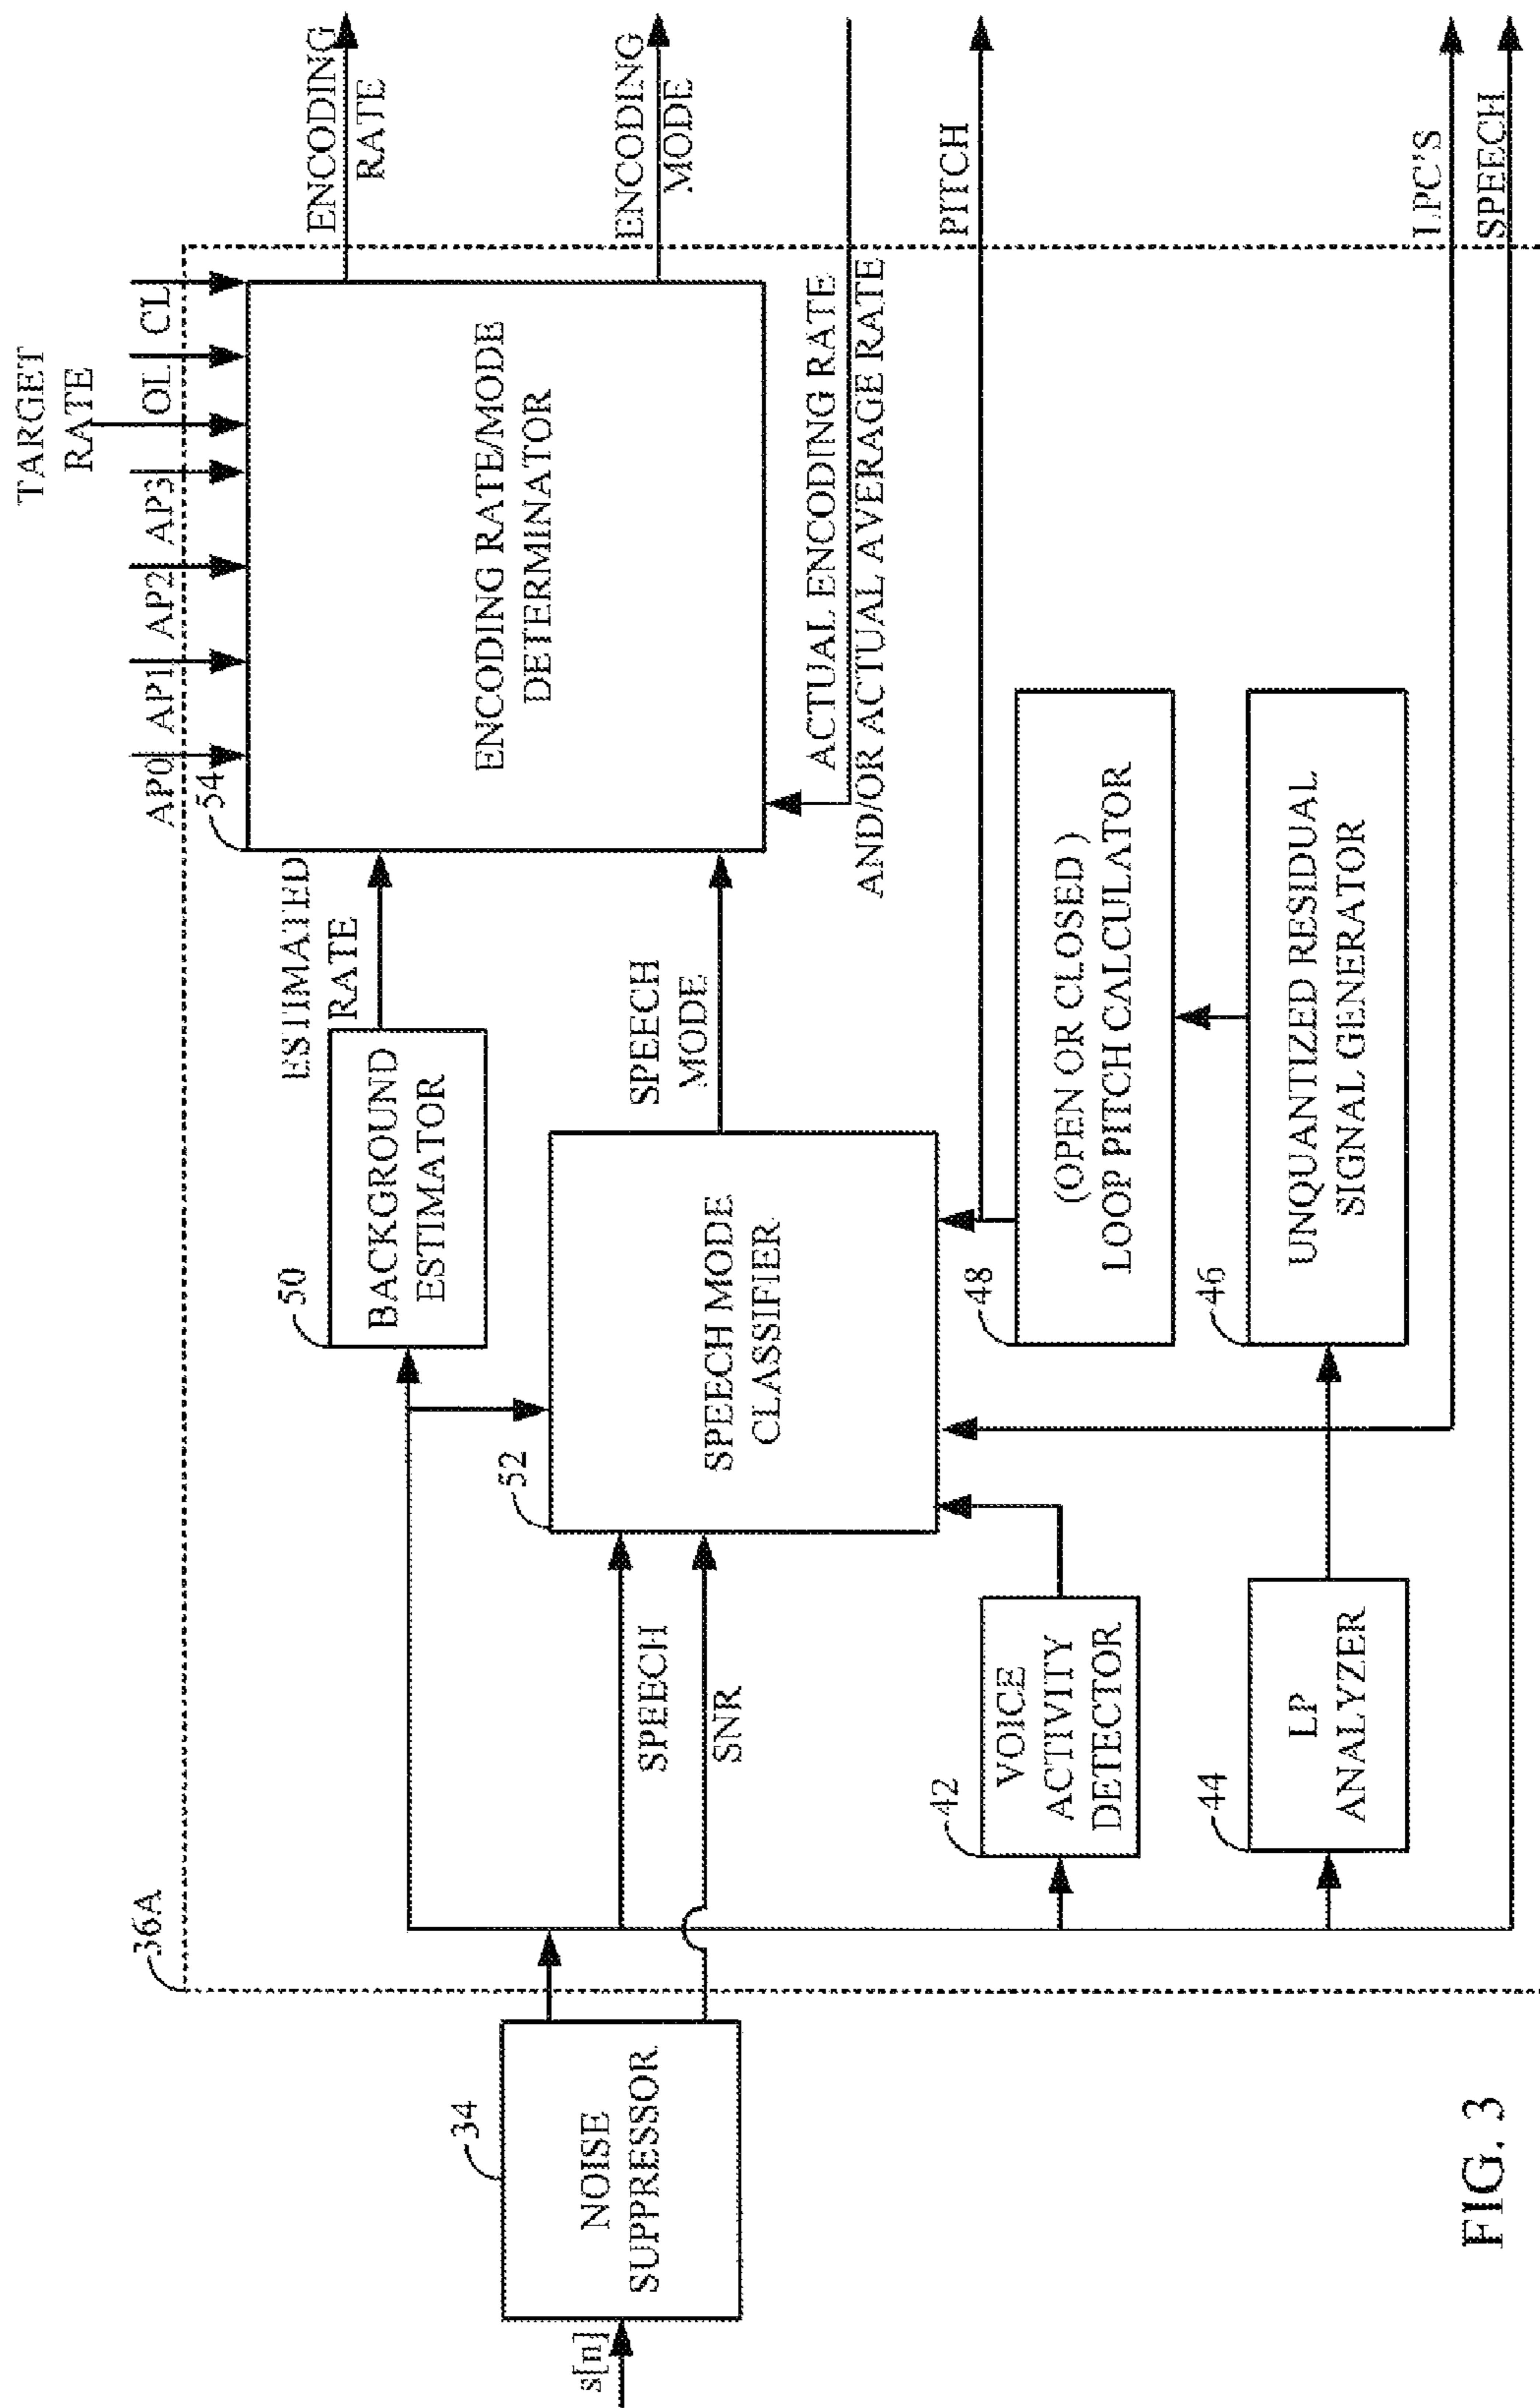 TARGET
RATE
AP0
AP1
AP2
AP3
OL
CL
36A
54
ENCODING RATE/MODE
DETERMINATOR
ENCODING
RATE
ENCODING
MODE
ESTIMATED
RATE
50
BACKGROUND
ESTIMATOR
SPEECH
MODE
ACTUAL ENCODING RATE
AND/OR ACTUAL AVERAGE RATE
34
NOISE
SUPPRESSOR
s[n]
52
SPEECH MODE
CLASSIFIER
SPEECH
SNR
PITCH
42
VOICE
ACTIVITY
DETECTOR
48
(OPEN OR CLOSED )
LOOP PITCH CALCULATOR
44
LP
ANALYZER
46
UNQUANTIZED RESIDUAL
SIGNAL GENERATOR
LPC'S
SPEECH
FIG. 3